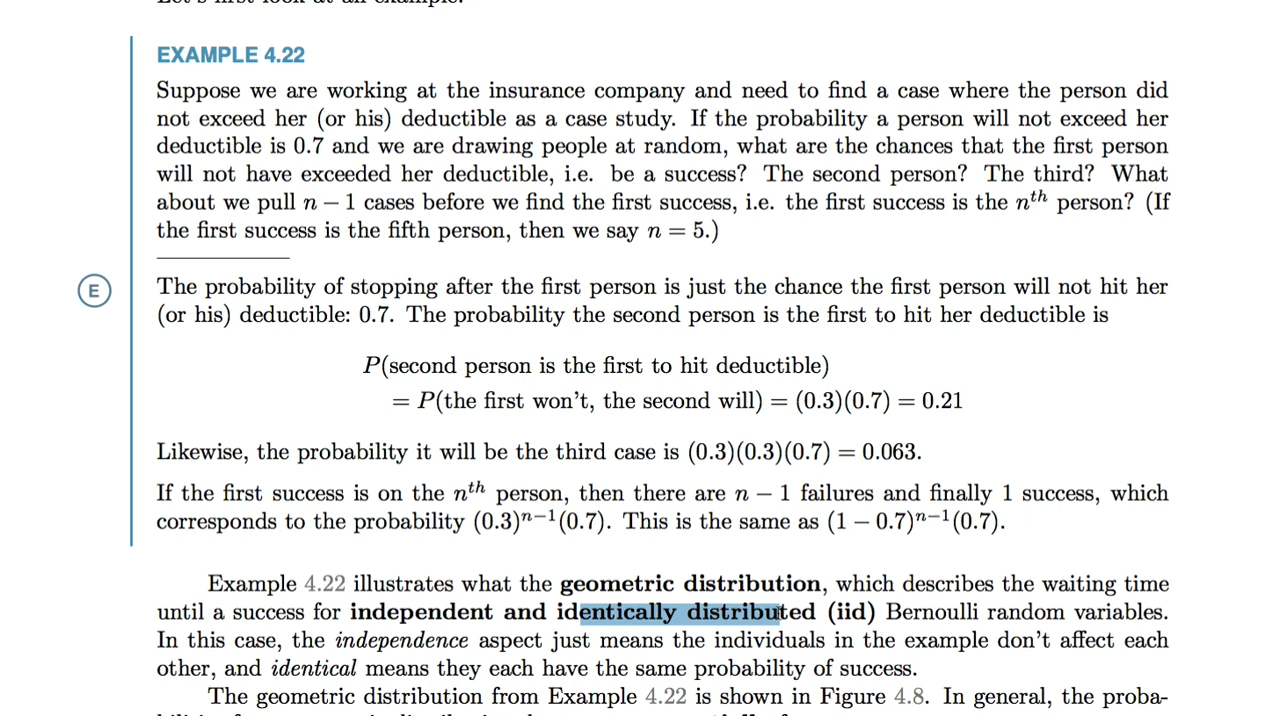 Let's first look at an example.
EXAMPLE 4.22
Suppose we are working at the insurance company and need to find a case where the person did
not exceed her (or his) deductible as a case study. If the probability a person will not exceed her
deductible is 0.7 and we are drawing people at random, what are the chances that the first person
will not have exceeded her deductible, i.e. be a success? The second person? The third? What
about we pull n − 1 cases before we find the first success, i.e. the first success is the nᵗʰ person? (If
the first success is the fifth person, then we say n = 5.)
E
The probability of stopping after the first person is just the chance the first person will not hit her
(or his) deductible: 0.7. The probability the second person is the first to hit her deductible is
P(second person is the first to hit deductible)
= P(the first won't, the second will) = (0.3)(0.7) = 0.21
Likewise, the probability it will be the third case is (0.3)(0.3)(0.7) = 0.063.
If the first success is on the nᵗʰ person, then there are n − 1 failures and finally 1 success, which
corresponds to the probability (0.3)ⁿ⁻¹(0.7). This is the same as (1 − 0.7)ⁿ⁻¹(0.7).
Example 4.22 illustrates what the geometric distribution, which describes the waiting time
until a success for independent and identically distributed (iid) Bernoulli random variables.
In this case, the independence aspect just means the individuals in the example don't affect each
other, and identical means they each have the same probability of success.
The geometric distribution from Example 4.22 is shown in Figure 4.8. In general, the proba-